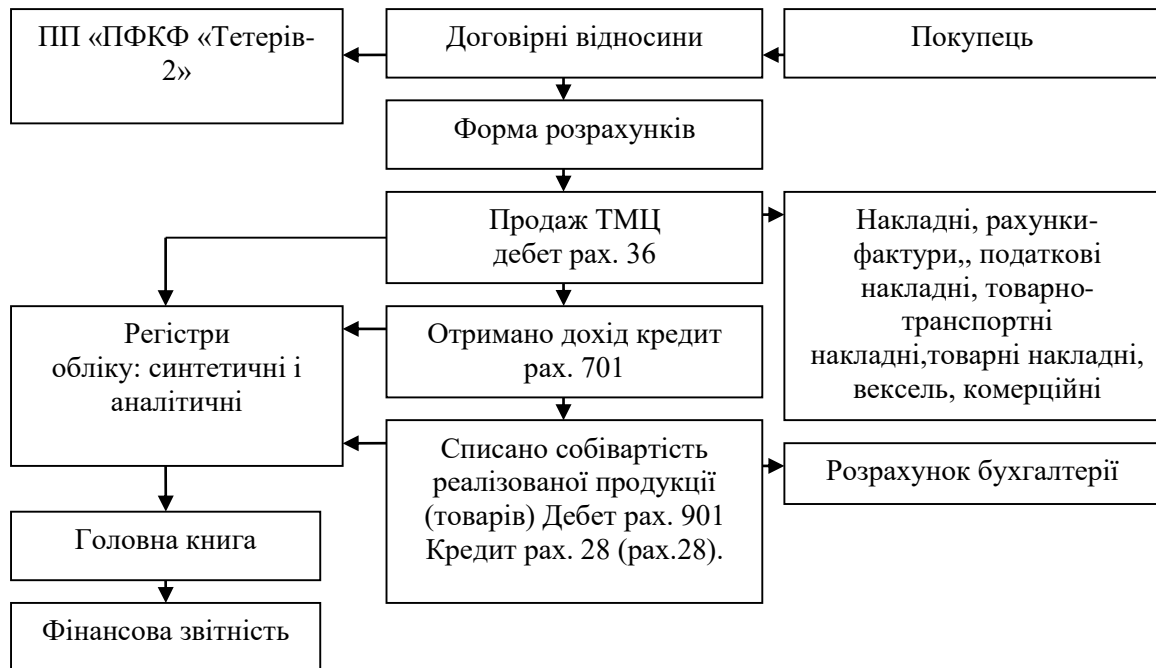 ПП «ПФКФ «Тетерів-
2»
Договірні відносини
Покупець
Форма розрахунків
Продаж ТМЦ
дебет рах. 36
Накладні, рахунки-
фактури,, податкові
накладні, товарно-
транспортні
накладні,товарні накладні,
вексель, комерційні
Регістри
обліку: синтетичні і
аналітичні
Отримано дохід кредит
рах. 701
Списано собівартість
реалізованої продукції
(товарів) Дебет рах. 901
Кредит рах. 28 (рах.28).
Розрахунок бухгалтерії
Головна книга
Фінансова звітність